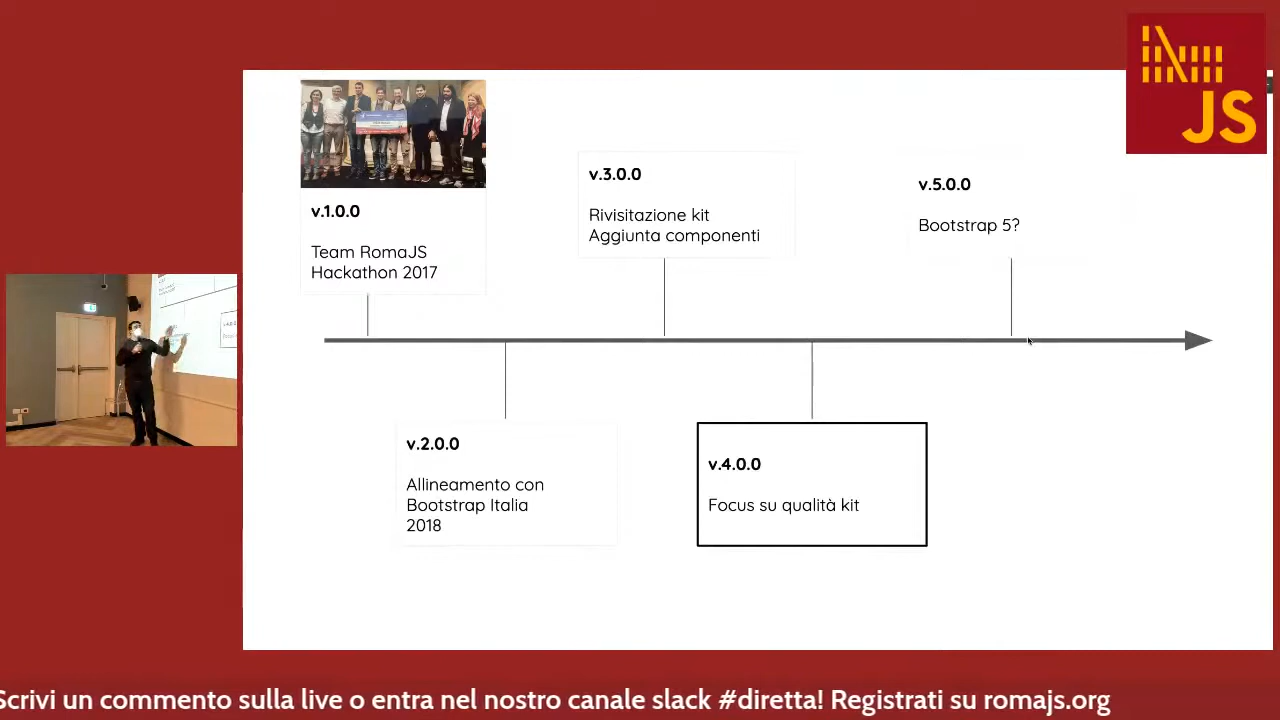 JS
v.1.0.0
Team RomaJS
Hackathon 2017
v.3.0.0
Rivisitazione kit
Aggiunta componenti
v.5.0.0
Bootstrap 5?
v.2.0.0
Allineamento con
Bootstrap Italia
2018
v.4.0.0
Focus su qualità kit
Scrivi un commento sulla live o entra nel nostro canale slack #diretta! Registrati su romajs.org